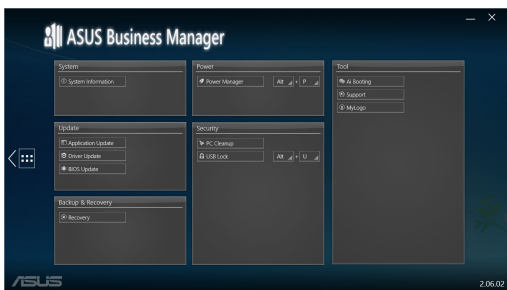 ASUS Business Manager
System
System Information
Power
Power Manager
Alt + P
Tool
Ai Booting
Support
MyLogo
Update
Application Update
Driver Update
BIOS Update
Security
PC Cleanup
USB Lock
Alt + U
Backup & Recovery
Recovery
ASUS
2.06.02